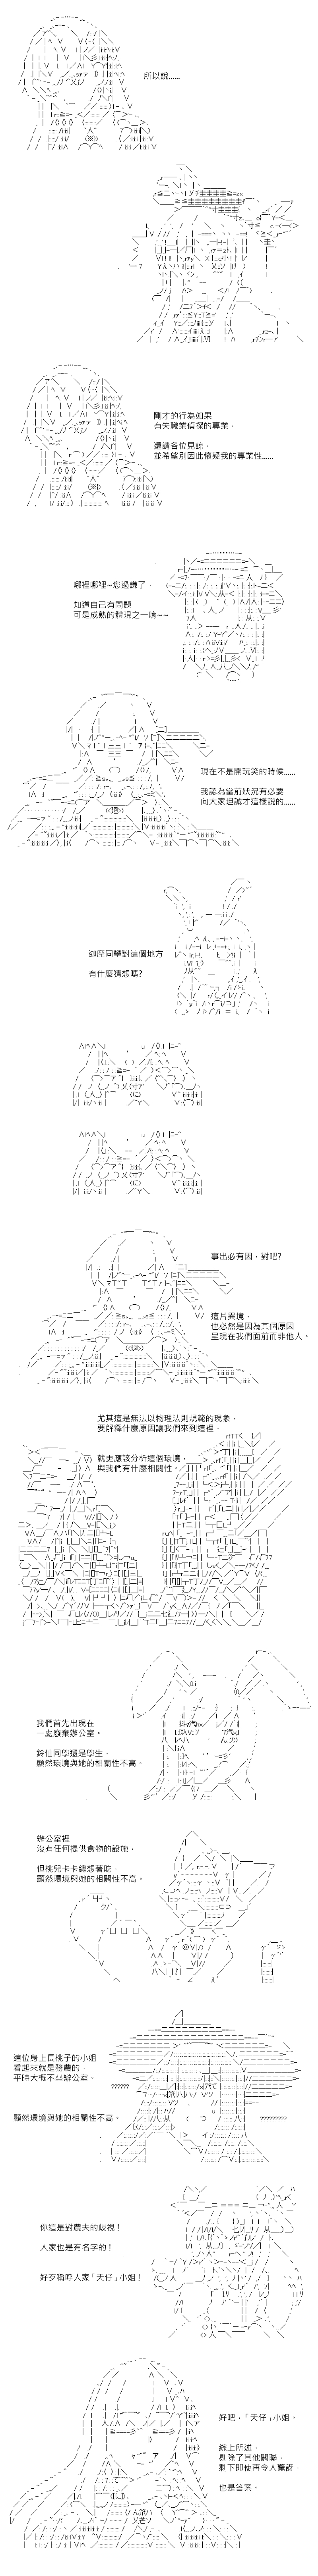 所以說......
剛才的行為如果
有失職業偵探的專業，
還請各位見諒，
並希望別因此懷疑我的專業性......
哪裡哪裡~您過謙了，
知道自己有問題
可是成熟的體現之一唷~~
現在不是開玩笑的時候......
我認為當前狀況有必要
向大家坦誠才這樣說的......
迦摩同學對這個地方
有什麼猜想嗎?
事出必有因，對吧?
這片異境，
也必然是因為某個原因
呈現在我們面前而非他人。
尤其這是無法以物理法則規範的現象，
要解釋什麼原因讓我們來到這裡，
就更應該分析這個環境，
與我們有什麼相關性。
我們首先出現在
一處廢棄辦公室。
鈴仙同學還是學生，
顯然環境與她的相關性不高。
辦公室裡
沒有任何提供食物的設施，
但桃兒卡卡總想著吃，
顯然環境與她的相關性不高。
這位身上長桃子的小姐
看起來就是務農的，
平時大概不坐辦公室。
??????
?????????
顯然環境與她的相關性不高。
你這是對農夫的歧視！
人家也是有名字的！
好歹稱呼人家「天仔」小姐！
好吧，「天仔」小姐。
綜上所述，
剔除了其他關聯，
剩下即使再令人驚訝，
也是答案。